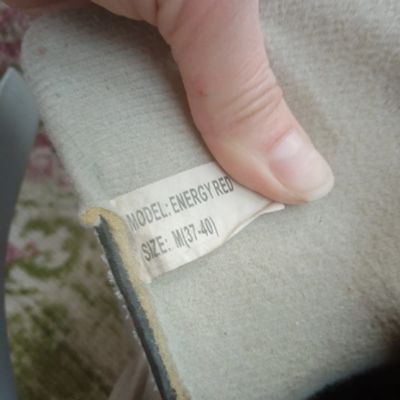 MODEL: ENERGY RED
SIZE: M(37-40)